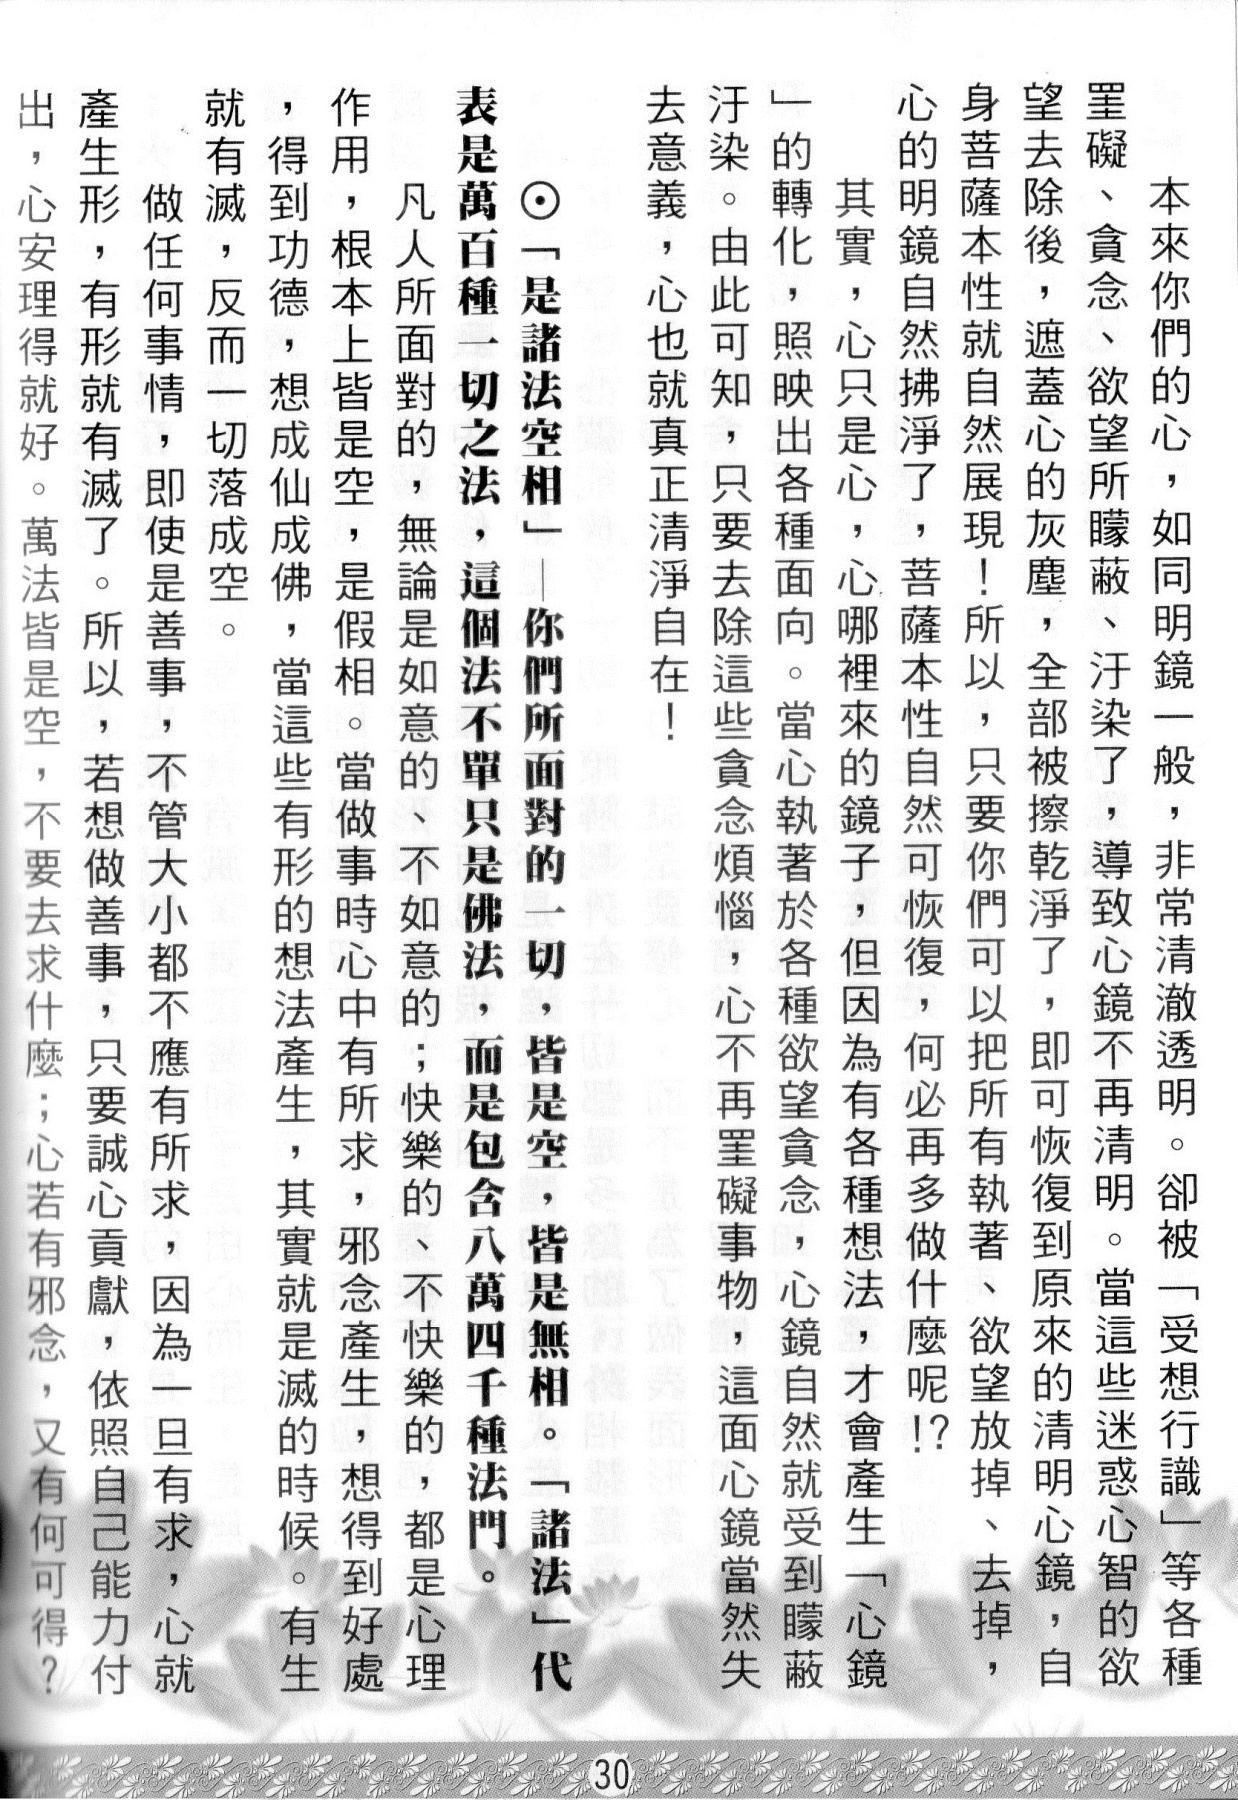 本來你們的心，如同明鏡一般，非常清澈透明。卻被「受想行識」等各種
罣礙、貪念、欲望所矇蔽、汙染了，導致心鏡不再清明。當這些迷惑心智的欲
望去除後，遮蓋心的灰塵，全部被擦乾淨了，即可恢復到原來的清明心鏡，自
身菩薩本性就自然展現！所以，只要你們可以把所有執著、欲望放掉、去掉，
心的明鏡自然拂淨了，菩薩本性自然可恢復，何必再多做什麼呢!?
其實，心只是心，心哪裡來的鏡子，但因為有各種想法，才會產生「心鏡
」的轉化，照映出各種面向。當心執著於各種欲望貪念，心鏡自然就受到矇蔽
汙染。由此可知，只要去除這些貪念煩惱，心不再罣礙事物，這面心鏡當然失
去意義，心也就真正清淨自在！
⊙「是諸法空相」—你們所面對的一切，皆是空，皆是無相。「諸法」代
表是萬百種一切之法，這個法不單只是佛法，而是包含八萬四千種法門。
凡人所面對的，無論是如意的、不如意的；快樂的、不快樂的，都是心理
作用，根本上皆是空，是假相。當做事時心中有所求，邪念產生，想得到好處
，得到功德，想成仙成佛，當這些有形的想法產生，其實就是滅的時候。有生
就有滅，反而一切落成空。
做任何事情，即使是善事，不管大小都不應有所求，因為一旦有求，心就
產生形，有形就有滅了。所以，若想做善事，只要誠心貢獻，依照自己能力付
出，心安理得就好。萬法皆是空，不要去求什麼；心若有邪念，又有何可得？
30